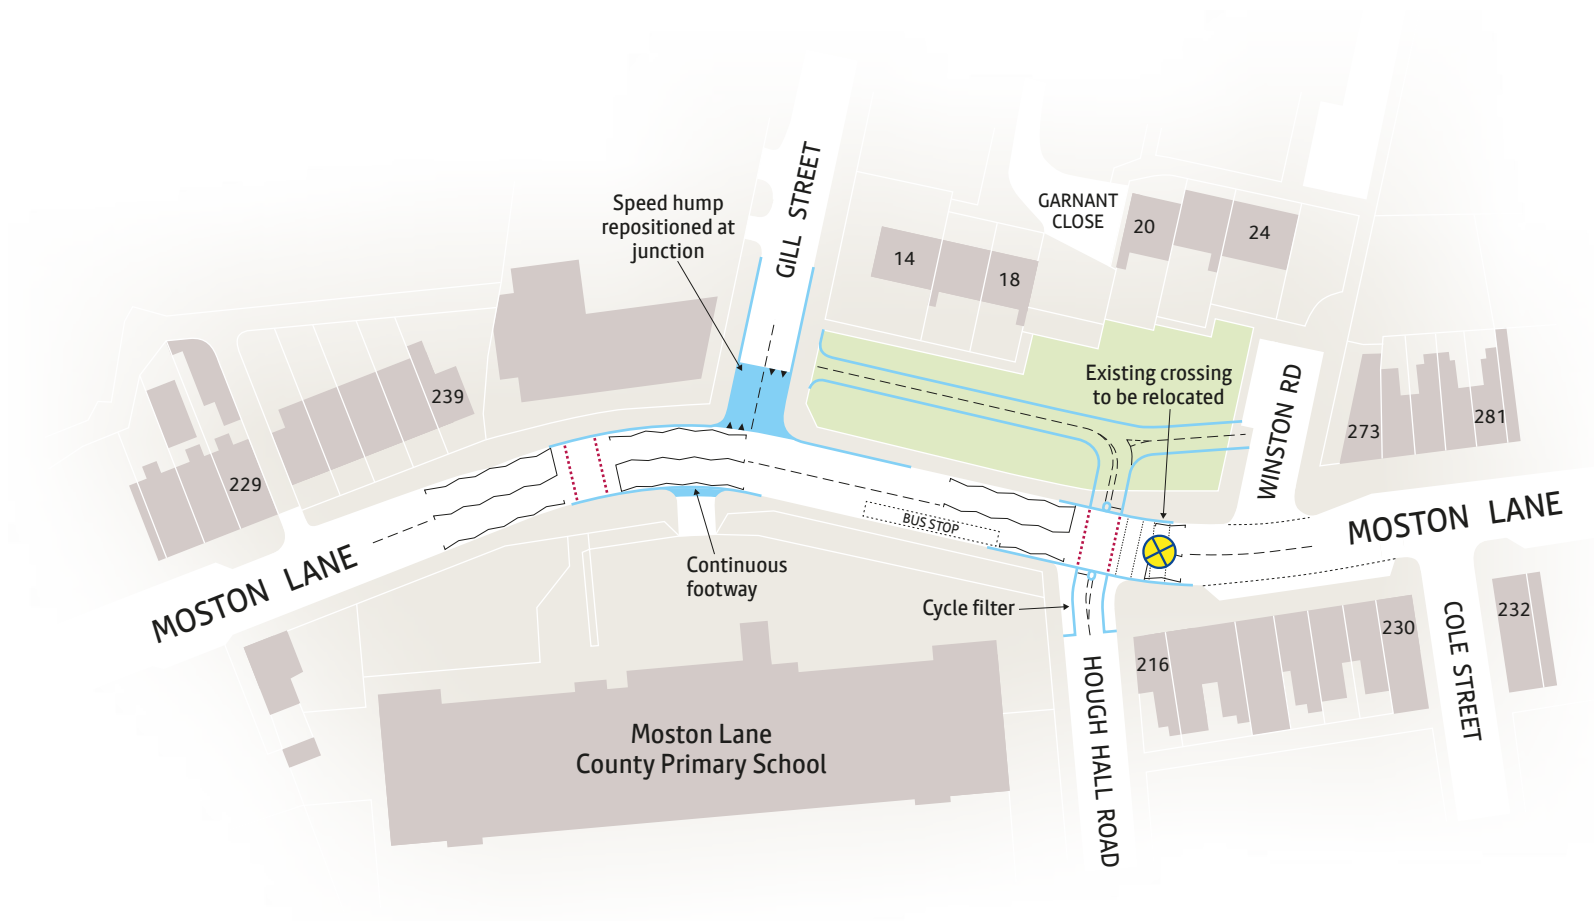 Speed hump
repositioned at
junction
GILL STREET
GARNANT
CLOSE
20
24
14
18
239
229
Existing crossing
to be relocated
WINSTON RD
273
281
MOSTON LANE
MOSTON LANE
BUS STOP
Continuous
footway
Cycle filter
216
230
232
COLE STREET
HOUGH HALL ROAD
Moston Lane
County Primary School